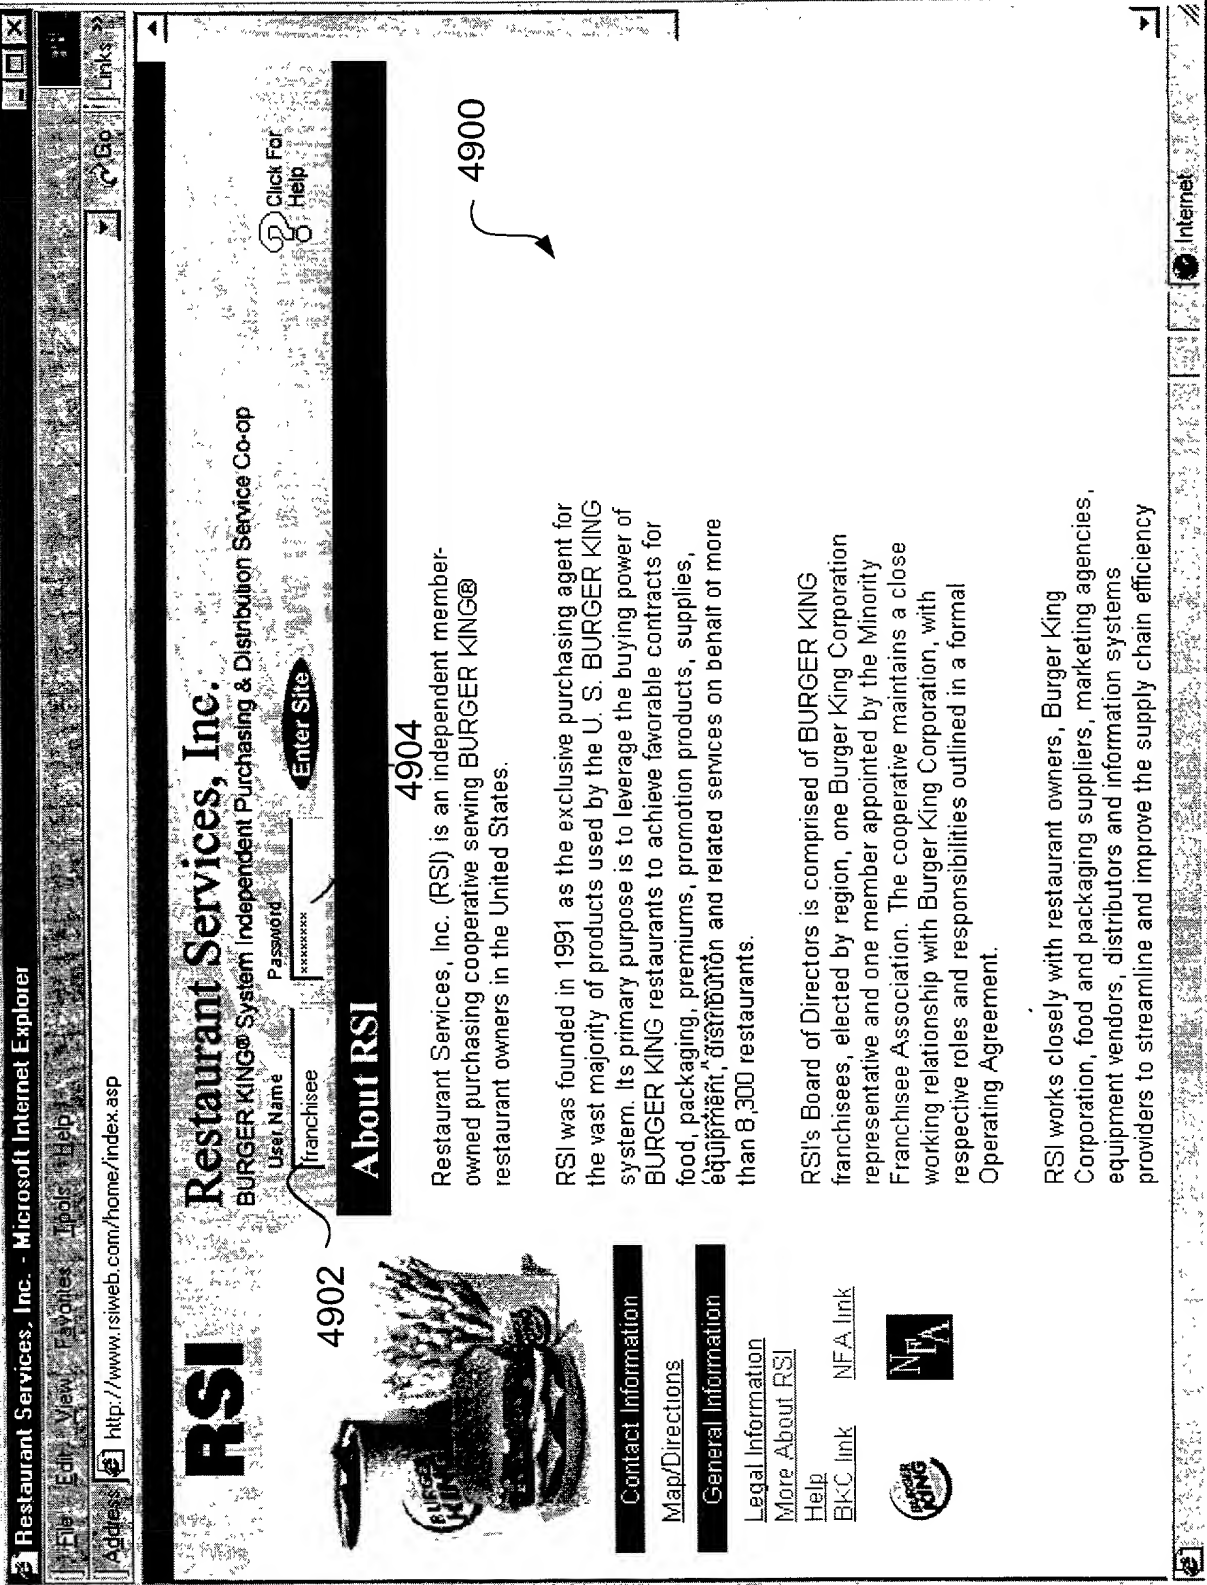 Restaurant Services, Inc. - Microsoft Internet Explorer
File Edit View Favorites Tools Help
Address http://www.rsiweb.com/home/index.asp Go Links »
RSI
Restaurant Services, Inc.
BURGER KING® System Independent Purchasing & Distribution Service Co-op
User Name Password
franchisee xxxxxxxx Enter Site
Click For
Help
4902
4904
4900
About RSI
Restaurant Services, Inc. (RSI) is an independent member-
owned purchasing cooperative serving BURGER KING®
restaurant owners in the United States.
RSI was founded in 1991 as the exclusive purchasing agent for
the vast majority of products used by the U. S. BURGER KING
system. Its primary purpose is to leverage the buying power of
BURGER KING restaurants to achieve favorable contracts for
food, packaging, premiums, promotion products, supplies,
equipment, distribution and related services on behalf of more
than 8,300 restaurants.
RSI's Board of Directors is comprised of BURGER KING
franchisees, elected by region, one Burger King Corporation
representative and one member appointed by the Minority
Franchisee Association. The cooperative maintains a close
working relationship with Burger King Corporation, with
respective roles and responsibilities outlined in a formal
Operating Agreement.
RSI works closely with restaurant owners, Burger King
Corporation, food and packaging suppliers, marketing agencies,
equipment vendors, distributors and information systems
providers to streamline and improve the supply chain efficiency
BURGER
KING
Contact Information
Map/Directions
General Information
Legal Information
More About RSI
Help
BKC link NFA link
BURGER
KING
NFA
Internet